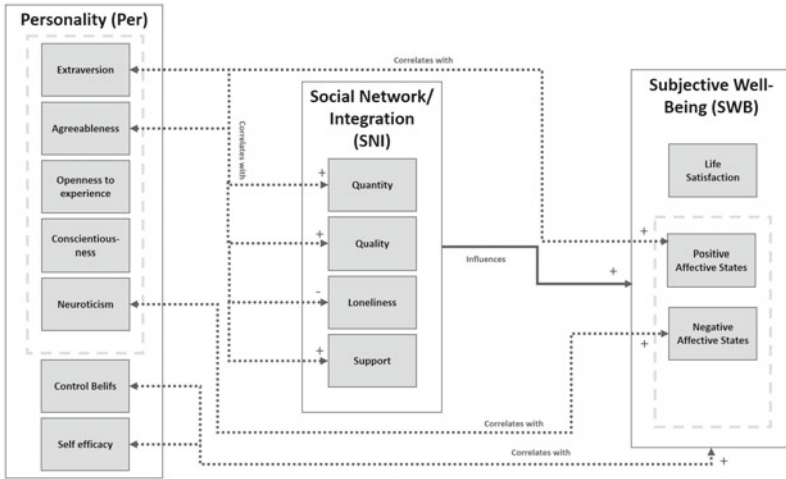 Personality (Per)
Extraversion
Agreeableness
Openness to
experience
Conscientious-
ness
Neuroticism
Control Belifs
Self efficacy
Correlates with
Correlates with
Social Network/
Integration
(SNI)
+
Quantity
+
Quality
-
Loneliness
+
Support
Influences
+
Correlates with
Correlates with
+
Subjective Well-
Being (SWB)
Life
Satisfaction
+
Positive
Affective States
+
Negative
Affective States